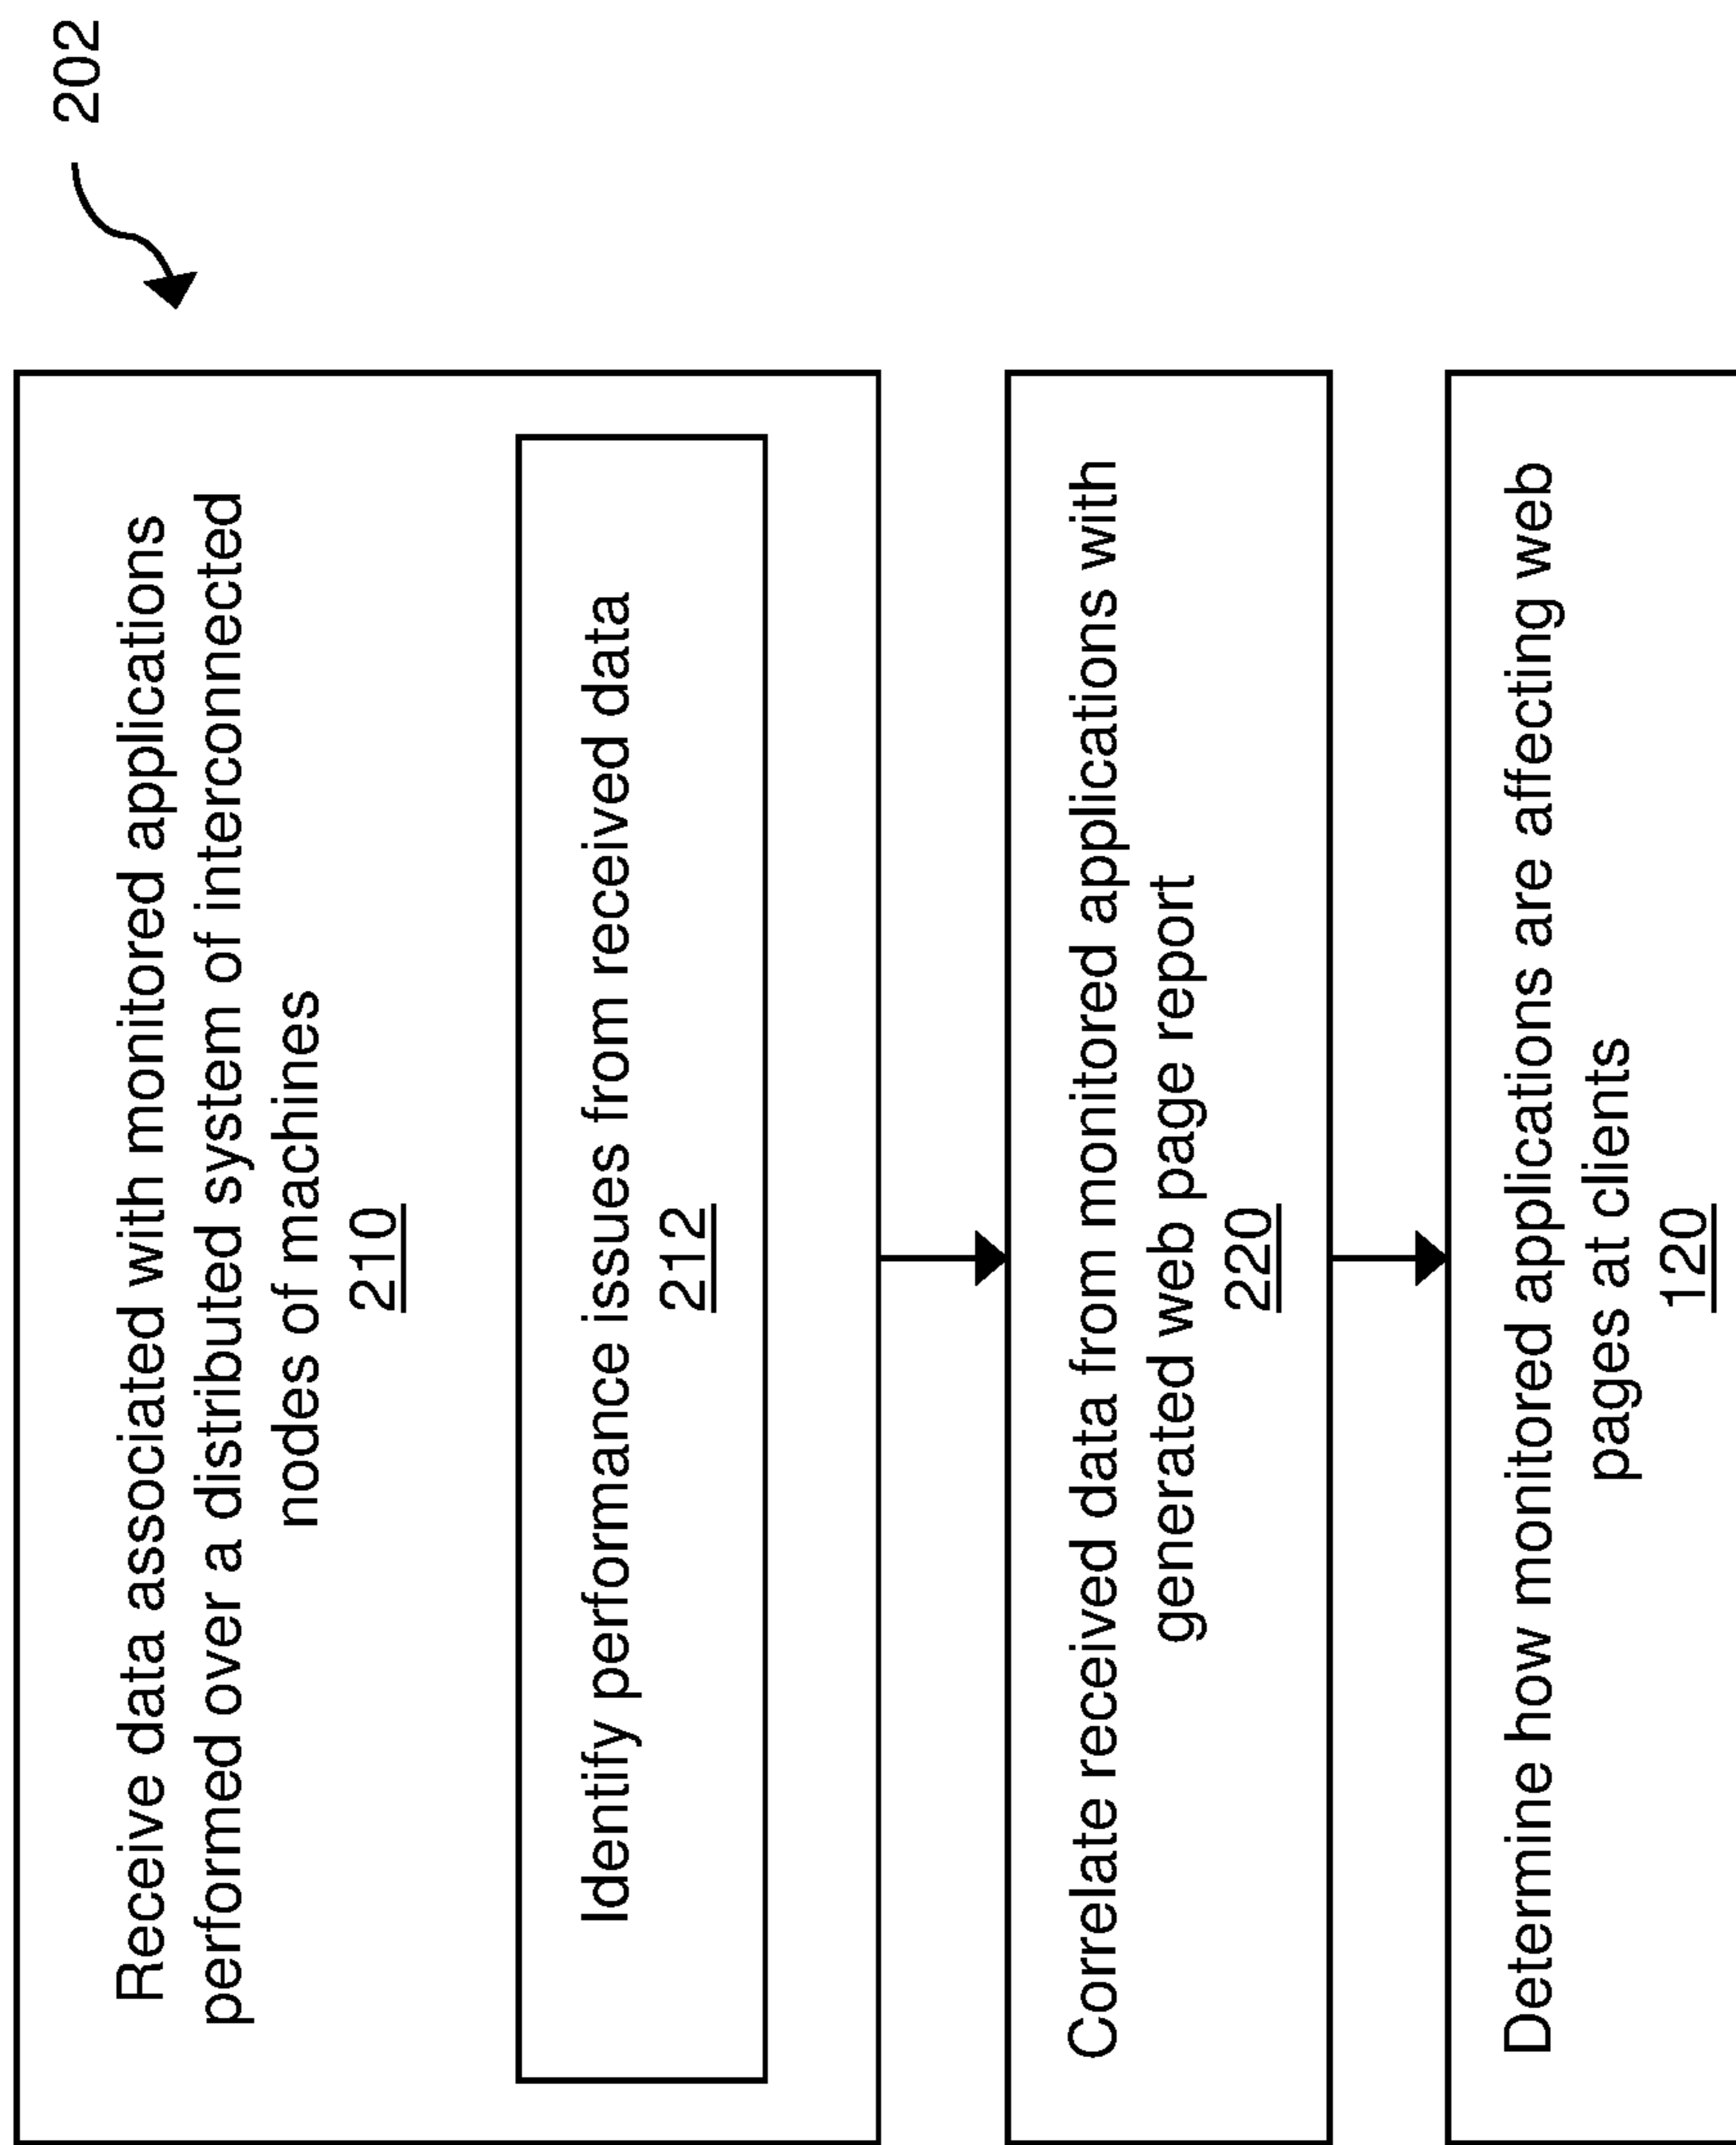 202
Receive data associated with monitored applications
performed over a distributed system of interconnected
nodes of machines
210
Identify performance issues from received data
212
Correlate received data from monitored applications with
generated web page report
220
Determine how monitored applications are affecting web
pages at clients
120